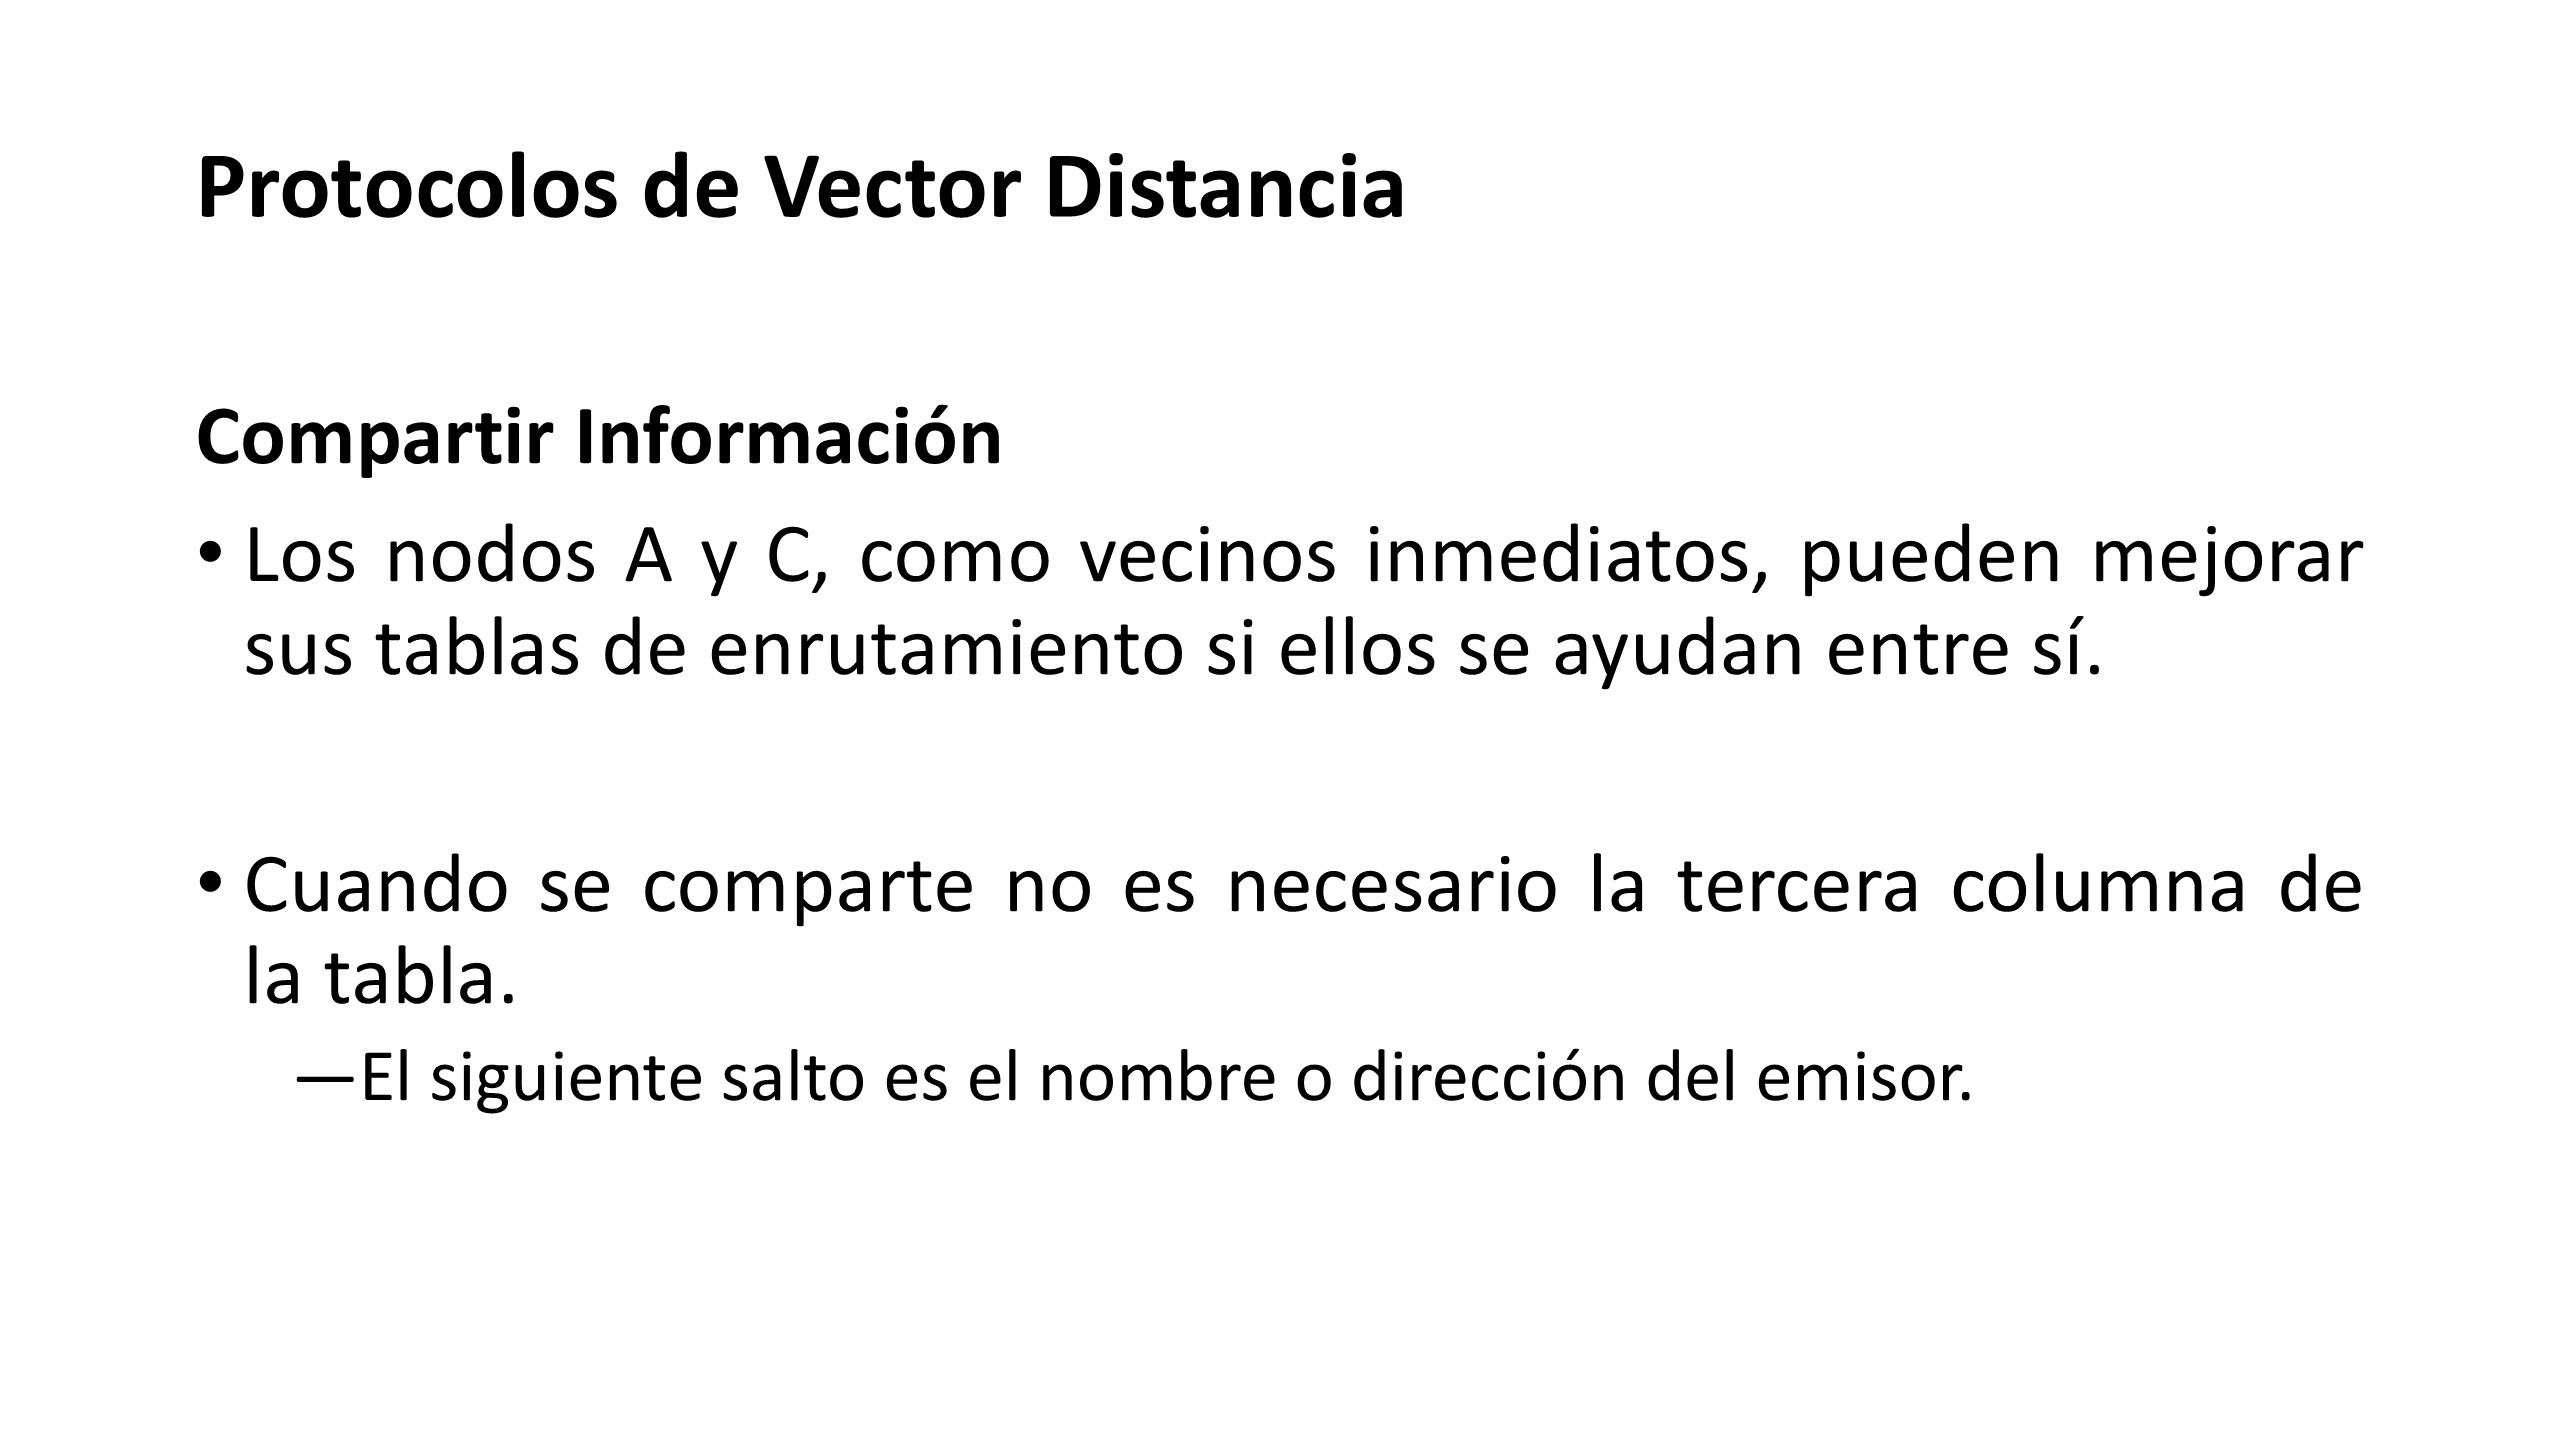 Protocolos de Vector Distancia
Compartir Información
• Los nodos A y C, como vecinos inmediatos, pueden mejorar
sus tablas de enrutamiento si ellos se ayudan entre sí.
• Cuando se comparte no es necesario la tercera columna de
la tabla.
—El siguiente salto es el nombre o dirección del emisor.